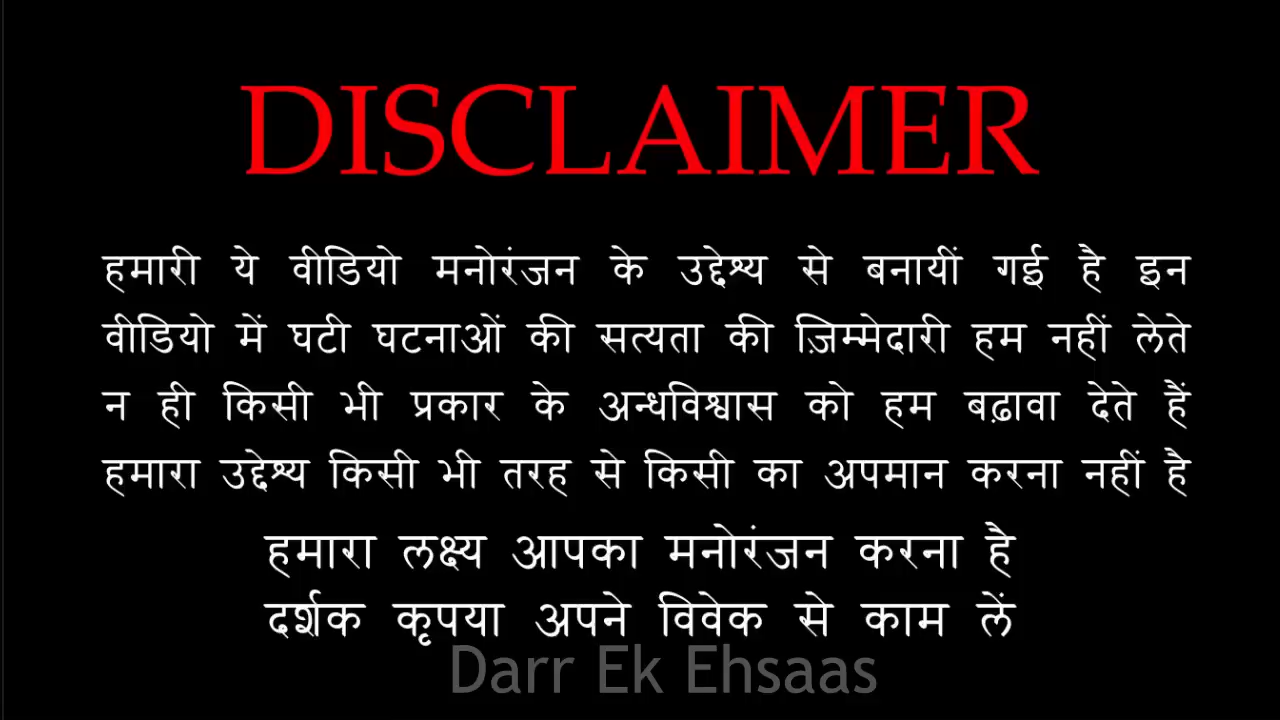 DISCLAIMER
हमारी ये वीडियो मनोरंजन के उद्देश्य से बनायीं गई है इन
वीडियो में घटी घटनाओं की सत्यता की ज़िम्मेदारी हम नहीं लेते
न ही किसी भी प्रकार के अन्धविश्वास को हम बढ़ावा देते हैं
हमारा उद्देश्य किसी भी तरह से किसी का अपमान करना नहीं है
हमारा लक्ष्य आपका मनोरंजन करना है
दर्शक कृपया अपने विवेक से काम लें
Darr Ek Ehsaas